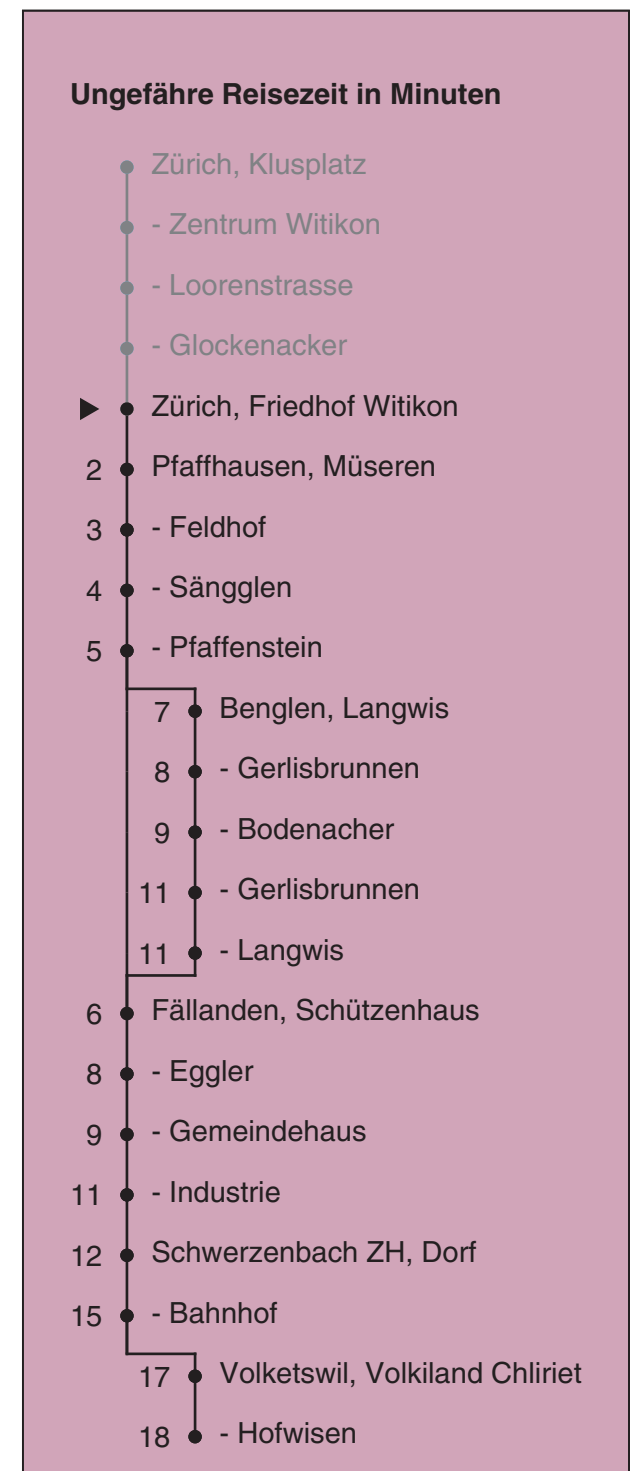 Ungefähre Reisezeit in Minuten
Zürich, Klusplatz
- Zentrum Witikon
- Loorenstrasse
- Glockenacker
Zürich, Friedhof Witikon
2 Pfaffhausen, Müseren
3 - Feldhof
4 - Sängglen
5 - Pfaffenstein
7 Benglen, Langwis
8 - Gerlisbrunnen
9 - Bodenacher
11 - Gerlisbrunnen
11 - Langwis
6 Fällanden, Schützenhaus
8 - Eggler
9 - Gemeindehaus
11 - Industrie
12 Schwerzenbach ZH, Dorf
15 - Bahnhof
17 Volketswil, Volkiland Chliriet
18 - Hofwisen